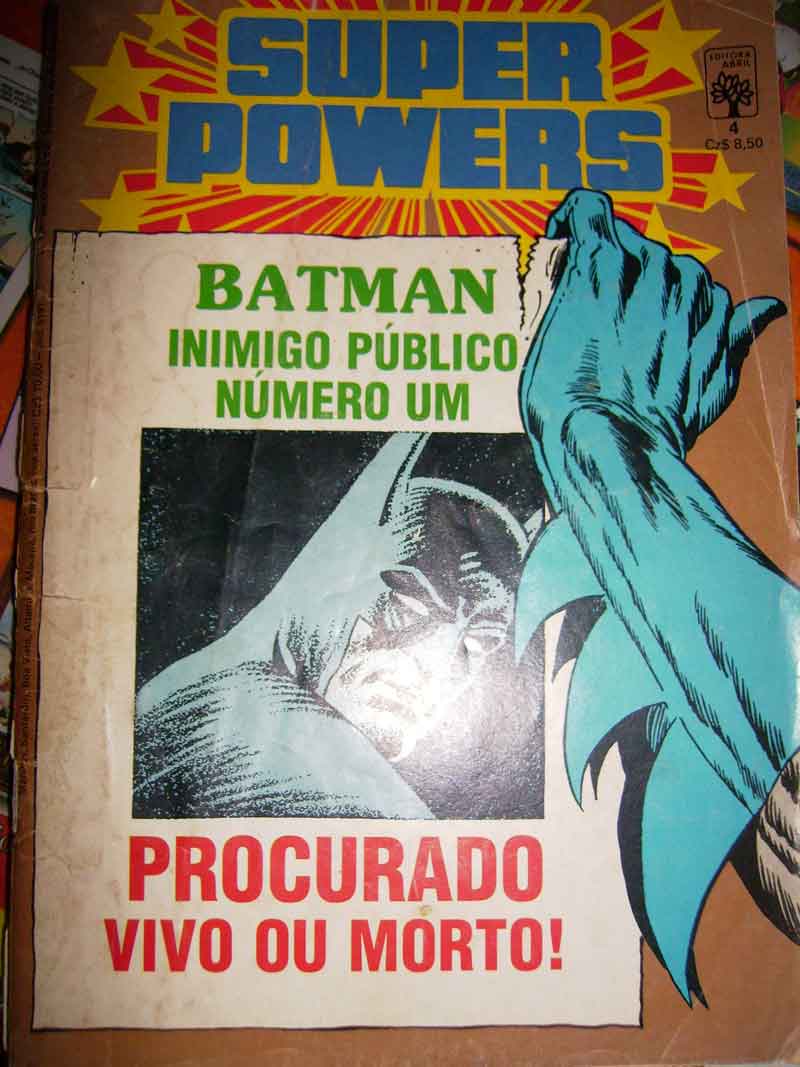 SUPER
POWERS
EDITORA
ABRIL
4
Cz$ 8,50
BATMAN
INIMIGO PÚBLICO
NÚMERO UM
PROCURADO
VIVO OU MORTO!